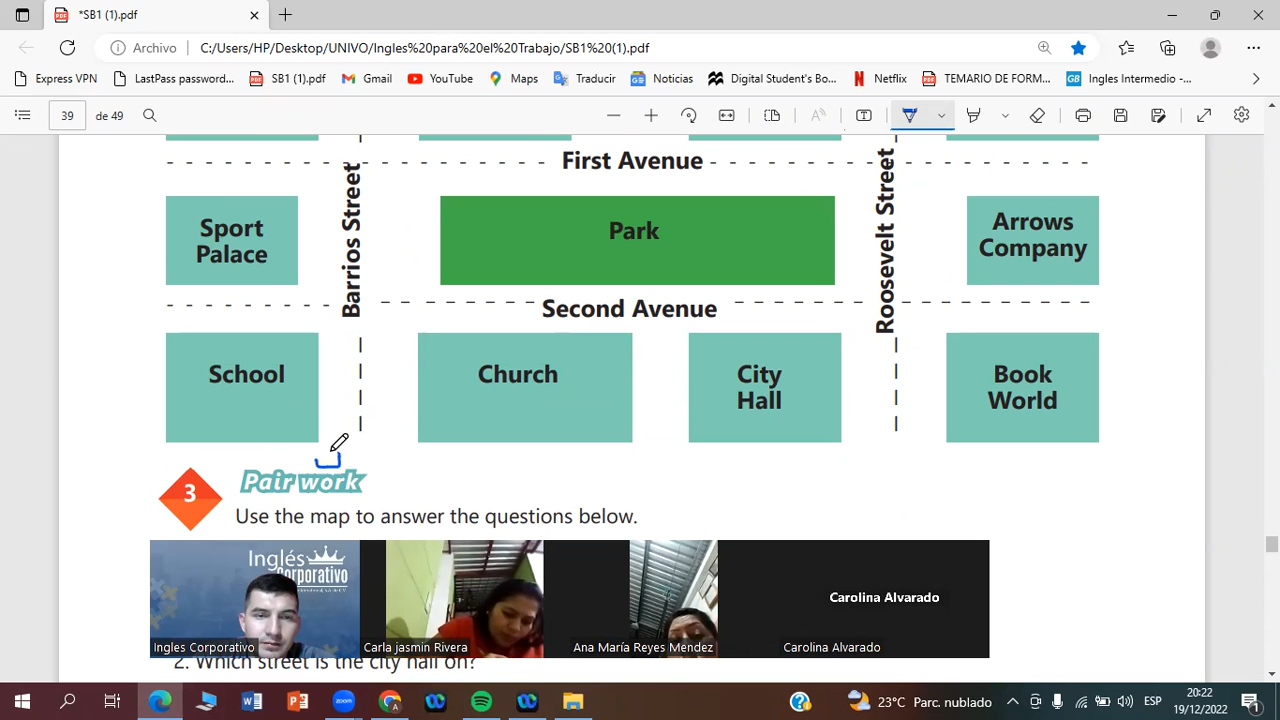 *SB1 (1).pdf
Archivo
C:/Users/HP/Desktop/UNIVO/Ingles%20para%20el%20Trabajo/SB1%20(1).pdf
Express VPN
LastPass password...
SB1 (1).pdf
Gmail
YouTube
Maps
Traducir
Noticias
Digital Student's Bo...
Netflix
TEMARIO DE FORM...
Ingles Intermedio -...
39
de 49
First Avenue
Barrios Street
Roosevelt Street
Sport
Palace
Park
Arrows
Company
Second Avenue
School
Church
City
Hall
Book
World
3
Pair work
Use the map to answer the questions below.
Inglés
Corporativo
Ingles Corporativo
Carla jasmin Rivera
Ana María Reyes Mendez
Carolina Alvarado
Carolina Alvarado
2. Which street is the city hall on?
23°C Parc. nublado
ESP
20:22
19/12/2022
1